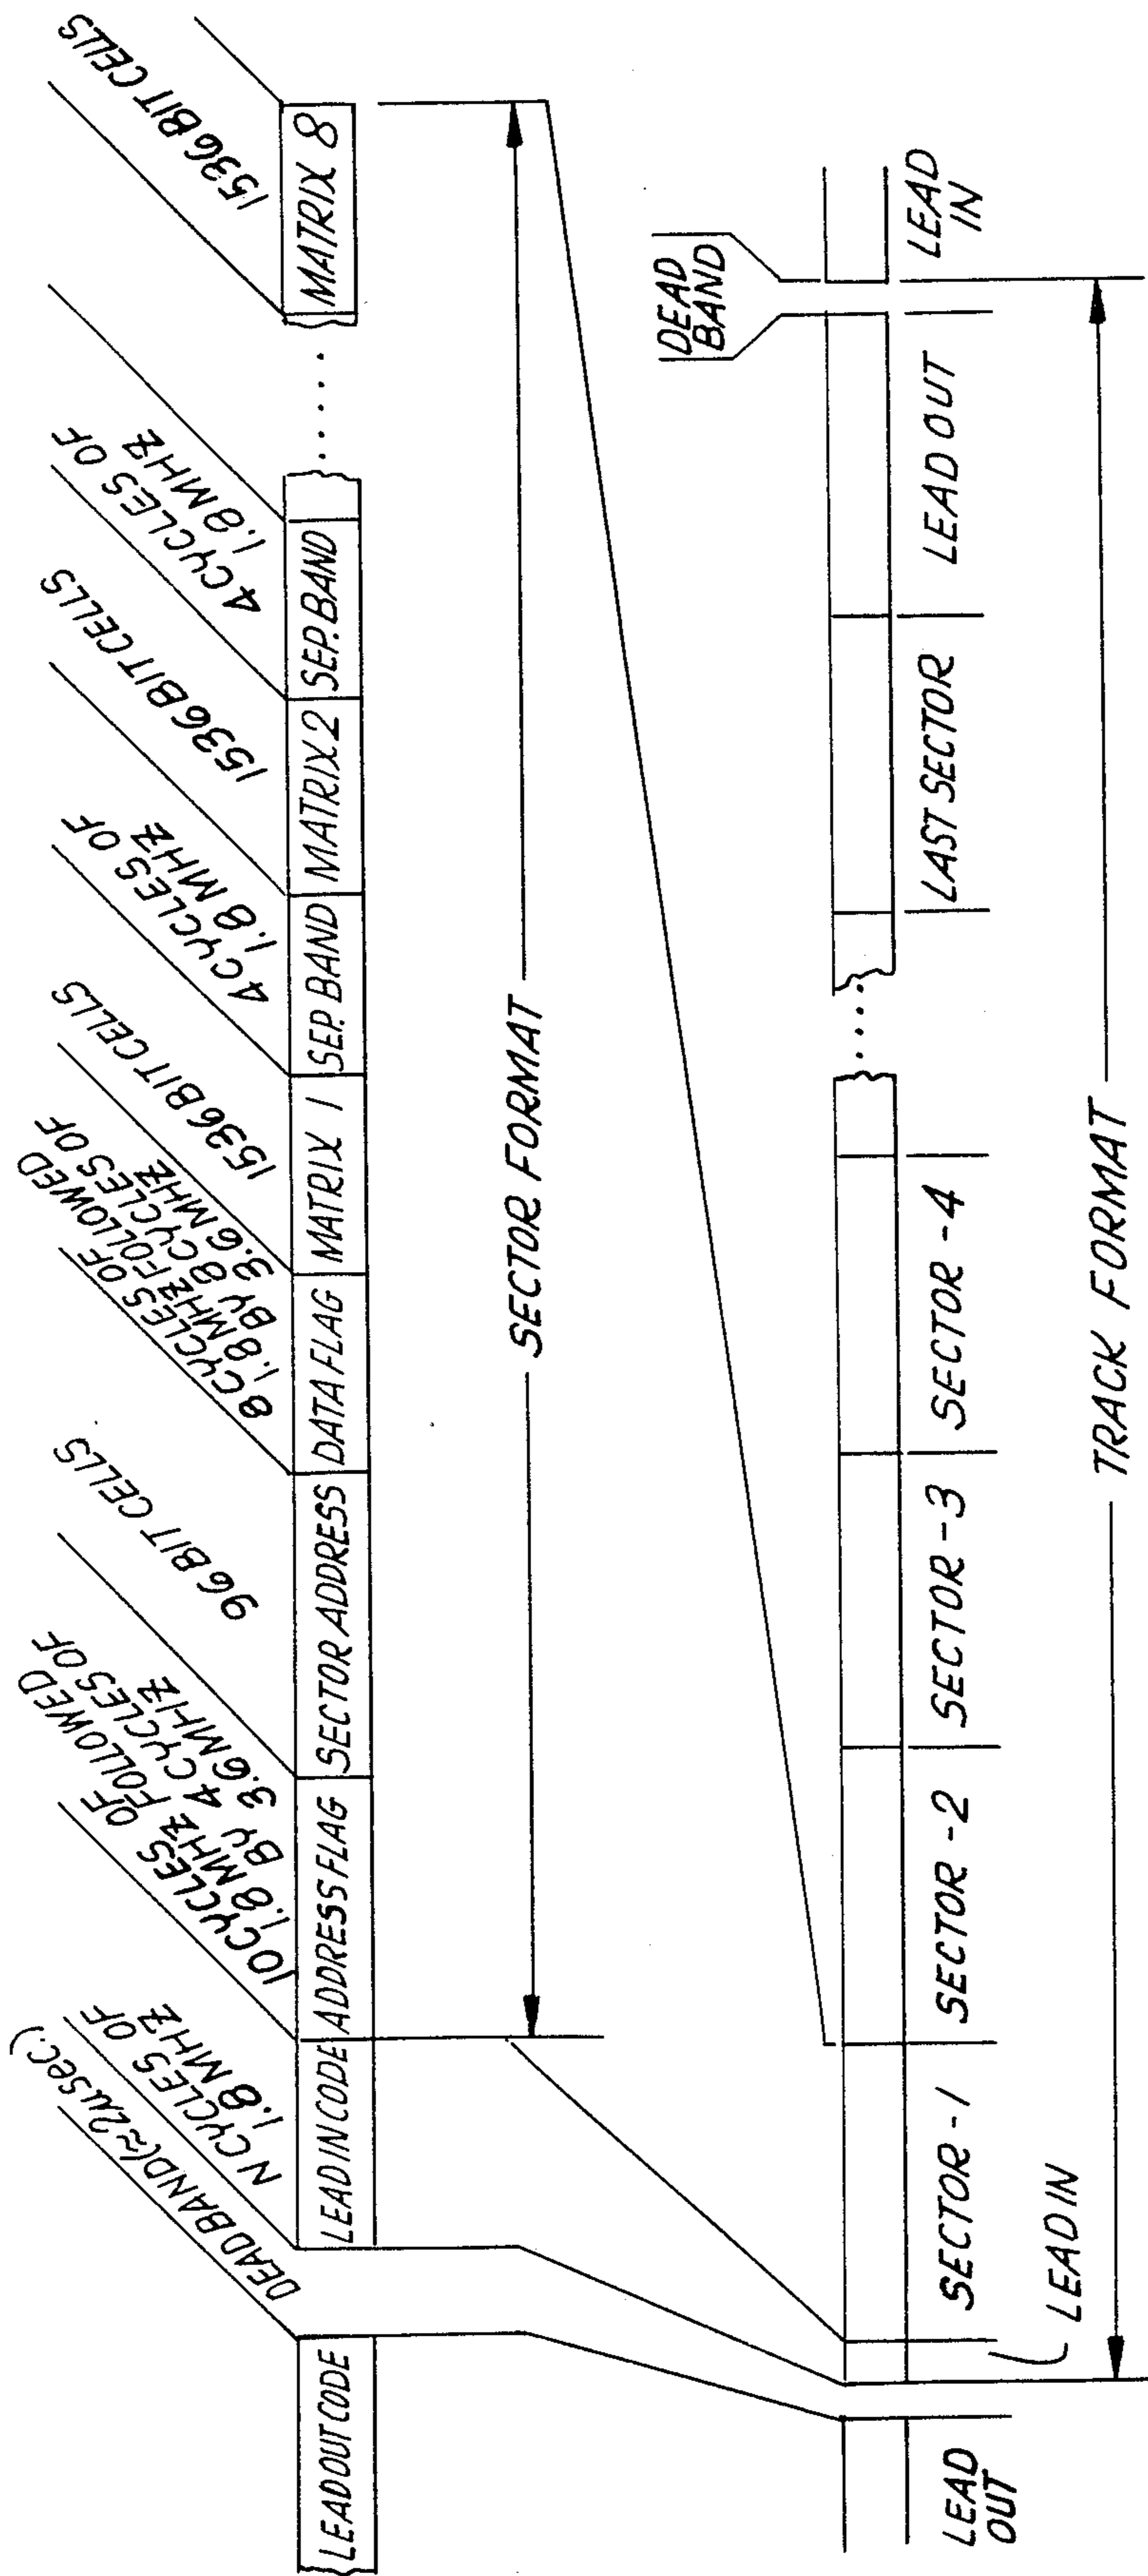 DEAD BAND (≈2μSEC.)
N CYCLES OF
1.8 MHZ
10 CYCLES OF
1.8 MHZ FOLLOWED
BY 4 CYCLES OF
3.6 MHZ
96 BIT CELLS
8 CYCLES OF
1.8 MHZ FOLLOWED
BY 8 CYCLES OF
3.6 MHZ
1536 BIT CELLS
4 CYCLES OF
1.8 MHZ
1536 BIT CELLS
4 CYCLES OF
1.8 MHZ
1536 BIT CELLS
LEAD OUT CODE
LEAD IN CODE
ADDRESS FLAG
SECTOR ADDRESS
DATA FLAG
MATRIX 1
SEP. BAND
MATRIX 2
SEP. BAND
......
MATRIX 8
SECTOR FORMAT
DEAD
BAND
.....
LEAD
OUT
SECTOR -1
SECTOR -2
SECTOR -3
SECTOR -4
LAST SECTOR
LEAD OUT
LEAD
IN
LEAD IN
TRACK FORMAT